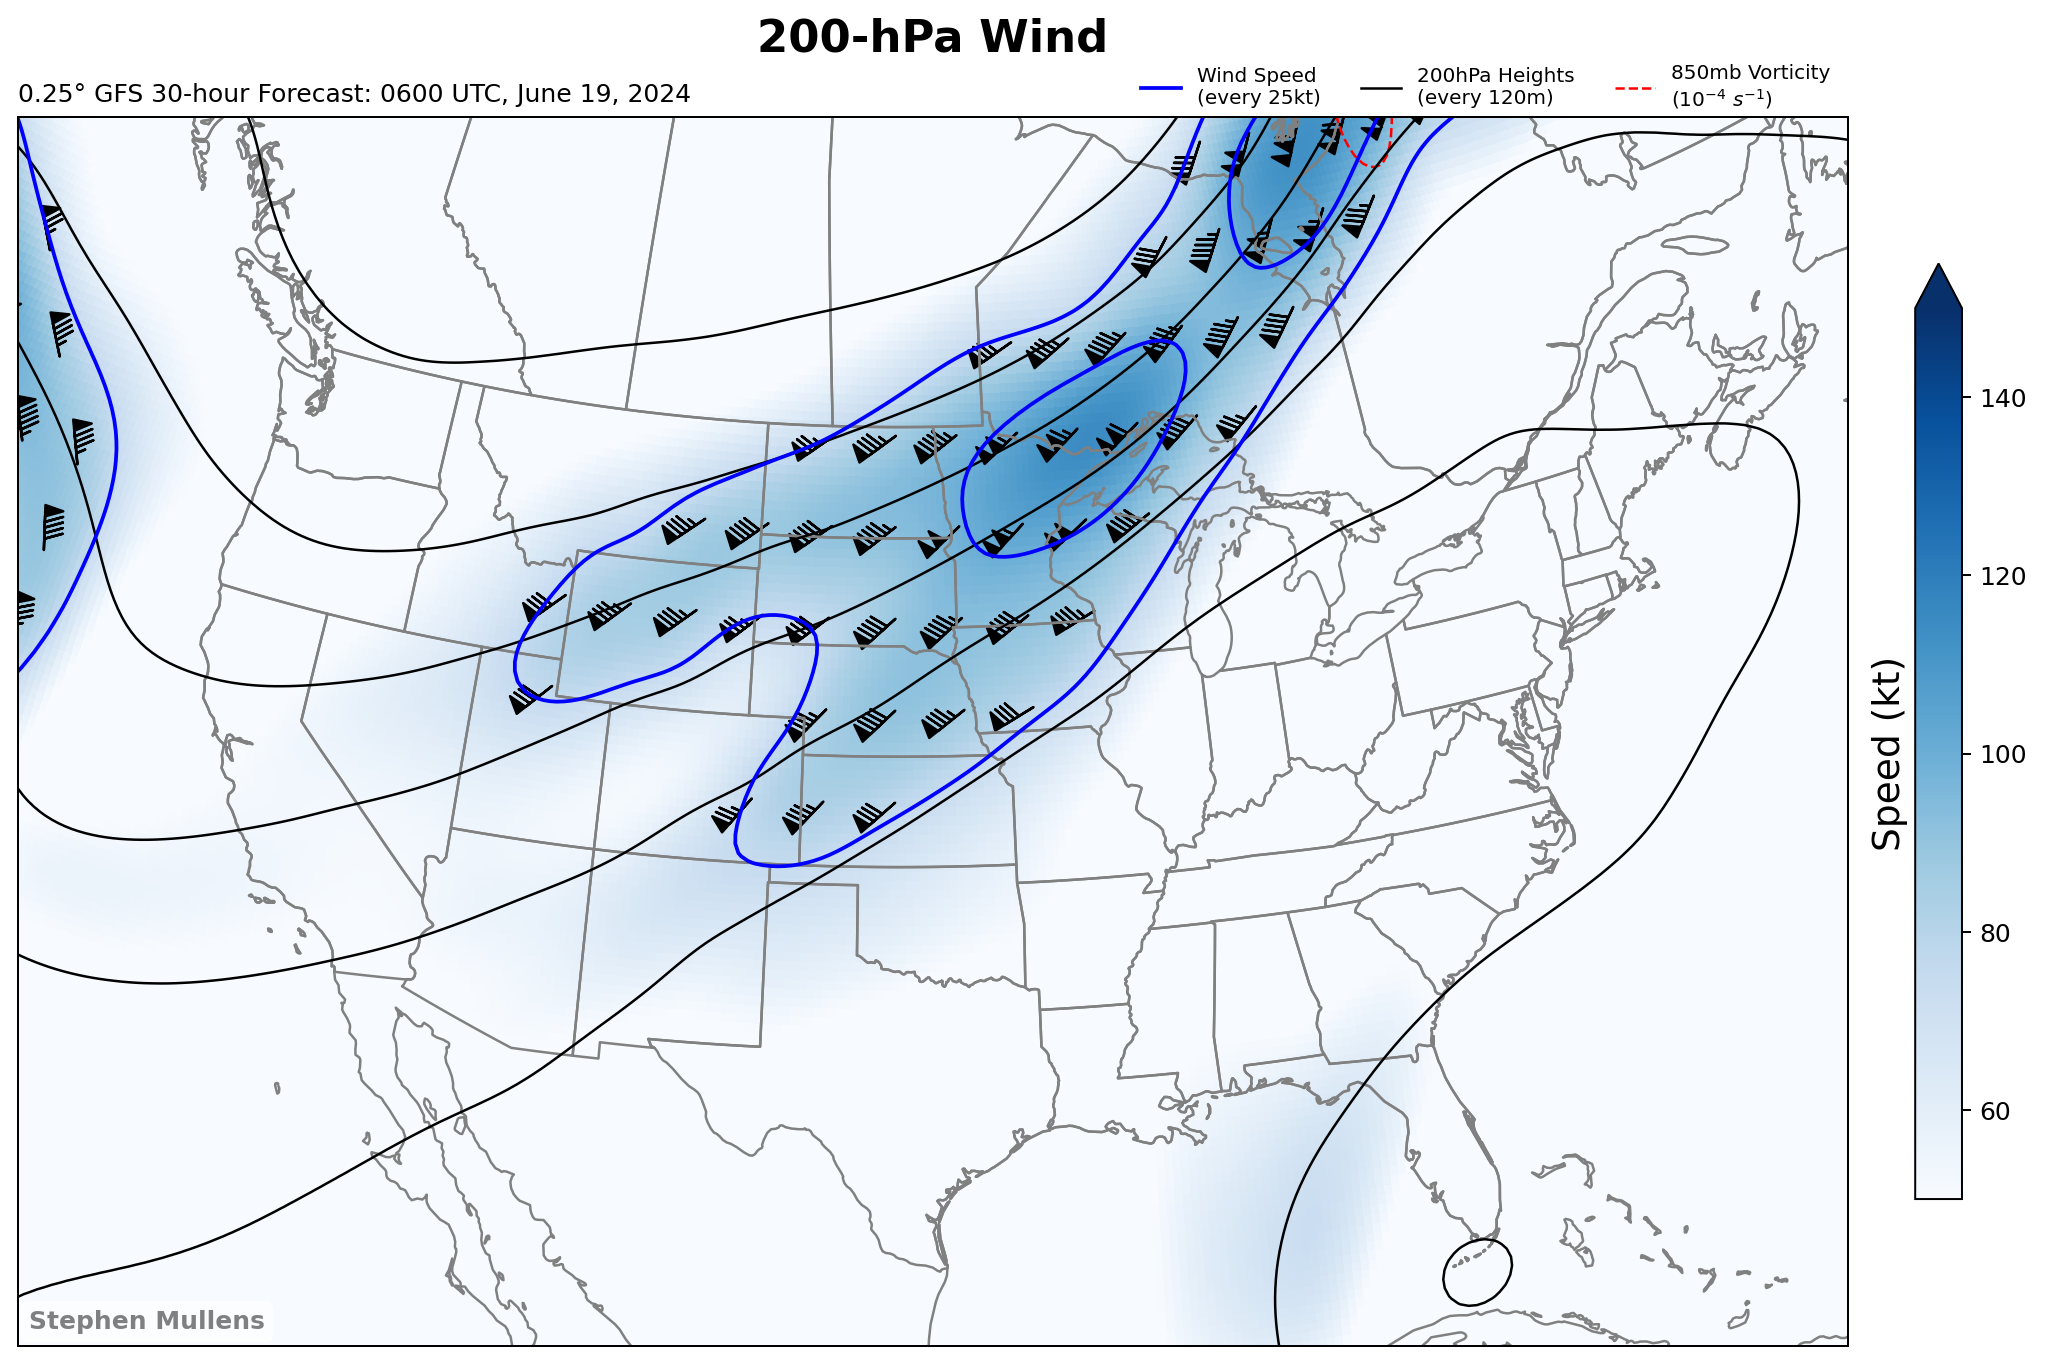 200-hPa Wind
0.25° GFS 30-hour Forecast: 0600 UTC, June 19, 2024
Wind Speed
(every 25kt)
200hPa Heights
(every 120m)
850mb Vorticity
(10⁻⁴ s⁻¹)
140
120
100
80
60
Speed (kt)
Stephen Mullens